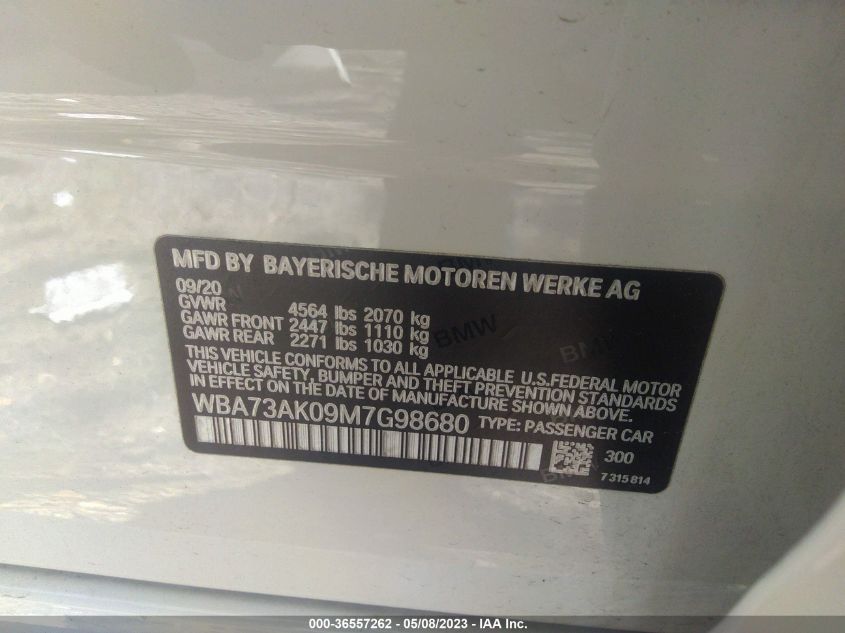 MFD BY BAYERISCHE MOTOREN WERKE AG
09/20
GVWR 4564 lbs 2070 kg
GAWR FRONT 2447 lbs 1110 kg
GAWR REAR 2271 lbs 1030 kg
THIS VEHICLE CONFORMS TO ALL APPLICABLE U.S.FEDERAL MOTOR
VEHICLE SAFETY, BUMPER AND THEFT PREVENTION STANDARDS
IN EFFECT ON THE DATE OF MANUFACTURE SHOWN ABOVE.
WBA73AK09M7G98680 TYPE: PASSENGER CAR
300
7 315 814
BMW
BMW
000-36557262 - 05/08/2023 - IAA Inc.